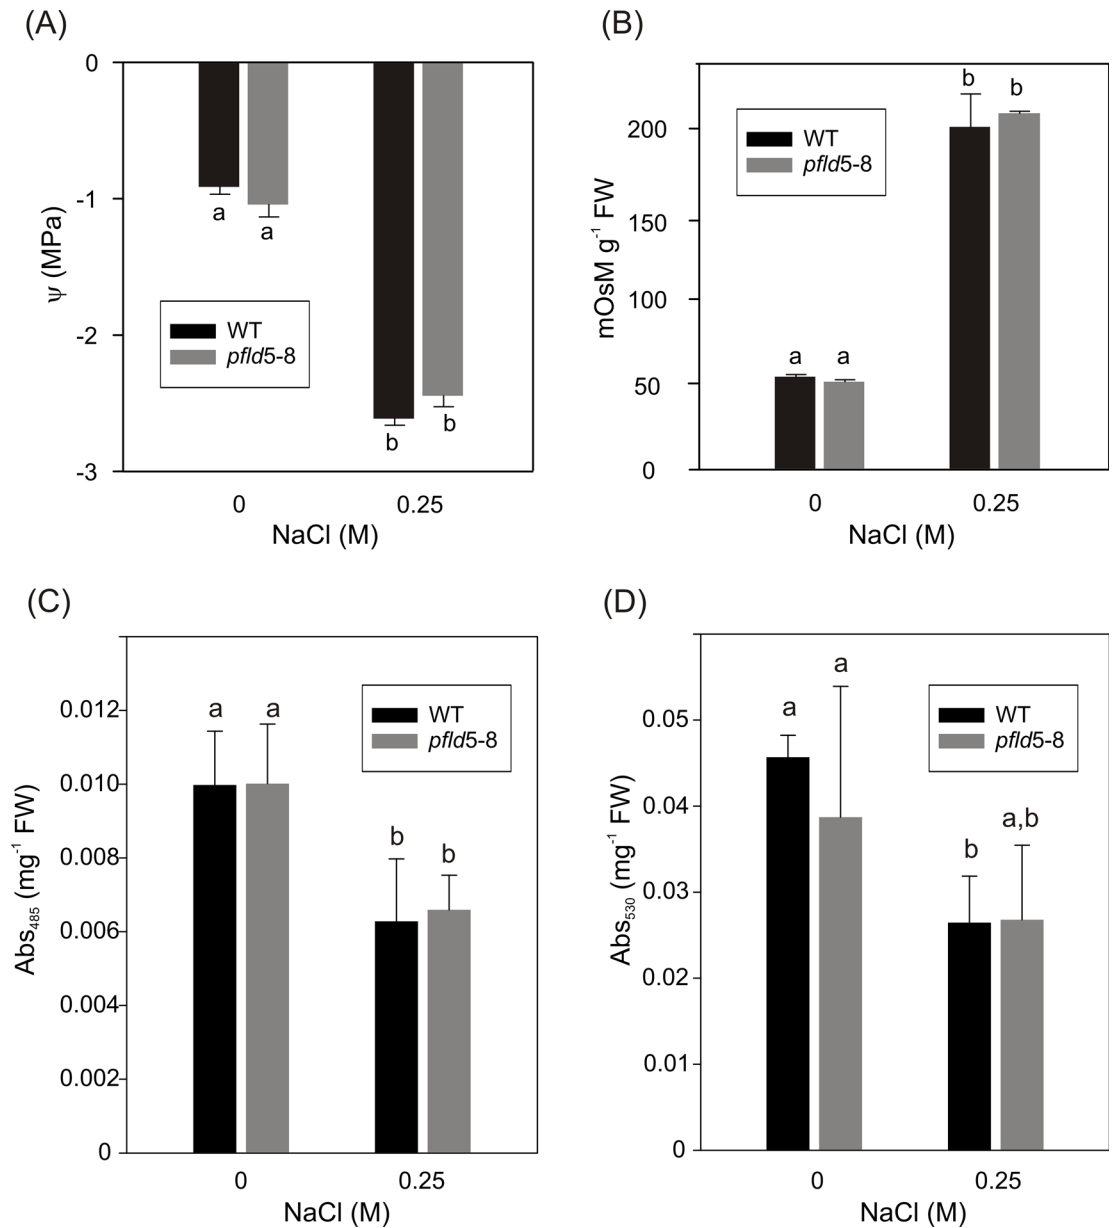 (A)
0
-1
-2
-3
ψ (MPa)
a
a
b
b
WT
pfld5-8
0
0.25
NaCl (M)
(B)
200
150
100
50
0
mOsM g⁻¹ FW
WT
pfld5-8
a
a
b
b
0
0.25
NaCl (M)
(C)
0.012
0.010
0.008
0.006
0.004
0.002
0
Abs₄₈₅ (mg⁻¹ FW)
a
a
b
b
WT
pfld5-8
0
0.25
NaCl (M)
(D)
0.05
0.04
0.03
0.02
0.01
0
Abs₅₃₀ (mg⁻¹ FW)
a
a
b
a,b
WT
pfld5-8
0
0.25
NaCl (M)